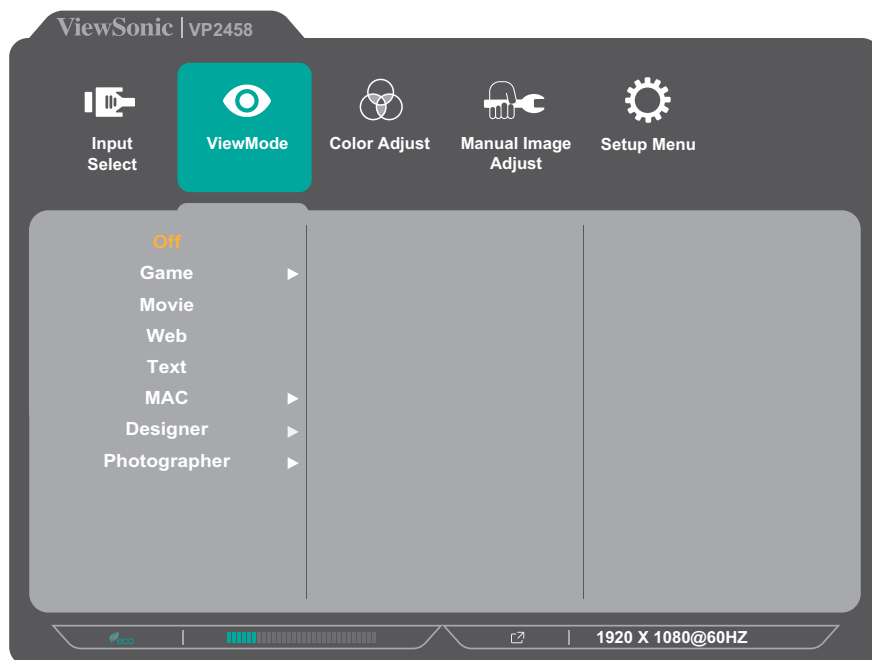 ViewSonic | VP2458
Input
Select
ViewMode
Color Adjust
Manual Image
Adjust
Setup Menu
Off
Game
Movie
Web
Text
MAC
Designer
Photographer
eco
1920 X 1080@60HZ